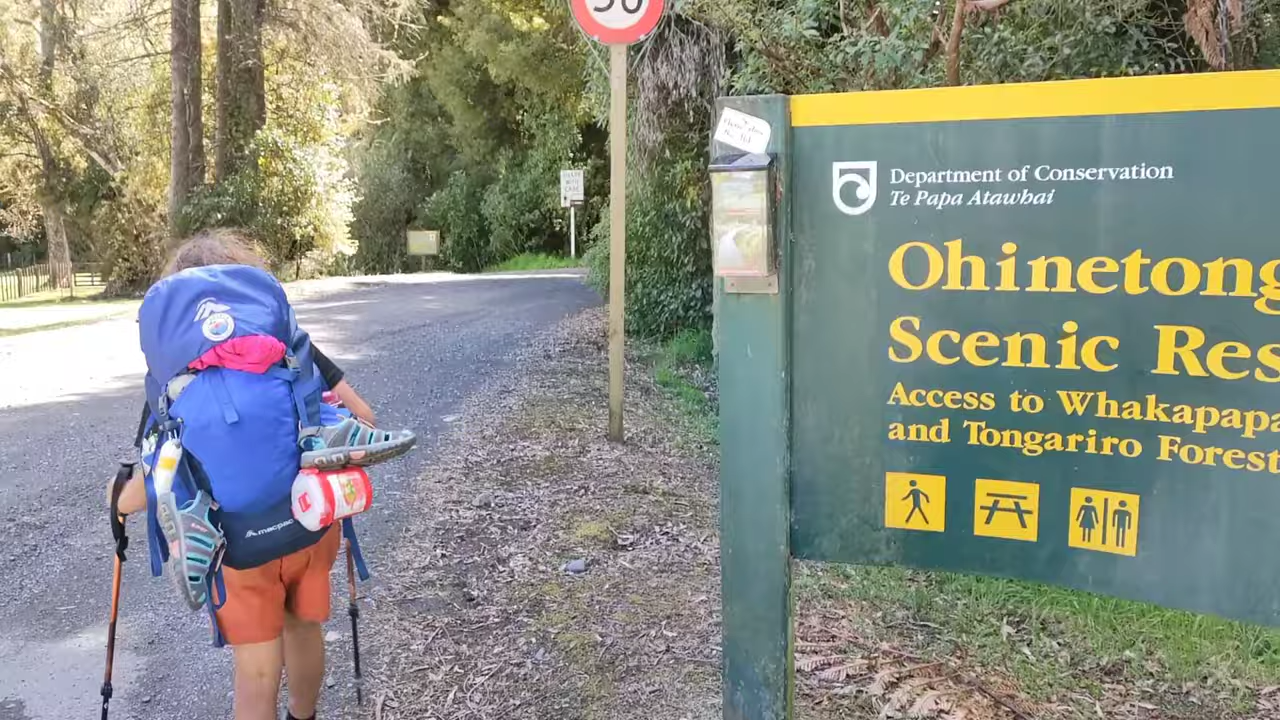 Department of Conservation
Te Papa Atawhai
Ohinetong
Scenic Res
Access to Whakapapa
and Tongariro Forest
macpac